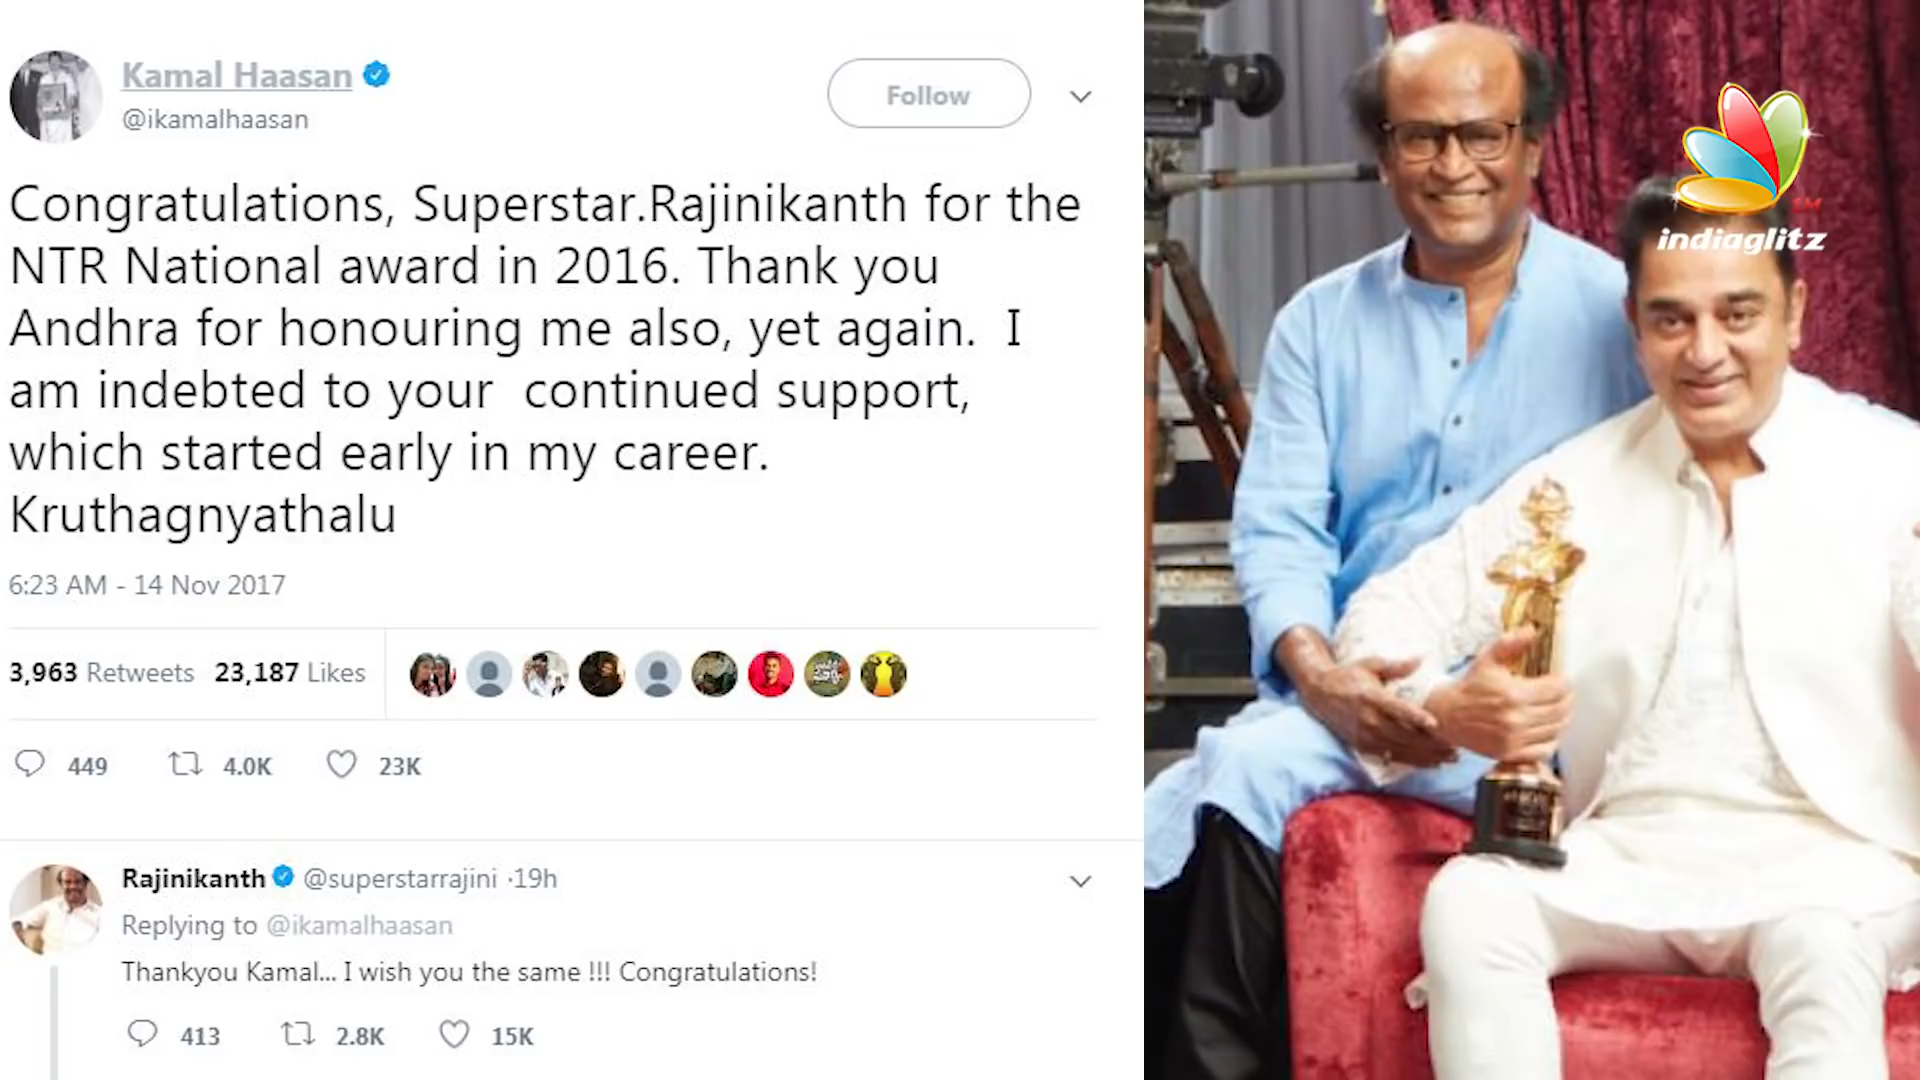 Kamal Haasan
@ikamalhaasan
Follow
Congratulations, Superstar.Rajinikanth for the
NTR National award in 2016. Thank you
Andhra for honouring me also, yet again.  I
am indebted to your  continued support,
which started early in my career.
Kruthagnyathalu
6:23 AM - 14 Nov 2017
3,963 Retweets 23,187 Likes
449 4.0K 23K
Rajinikanth @superstarrajini ·19h
Replying to @ikamalhaasan
Thankyou Kamal... I wish you the same !!! Congratulations!
413 2.8K 15K
SM
indiaglitz